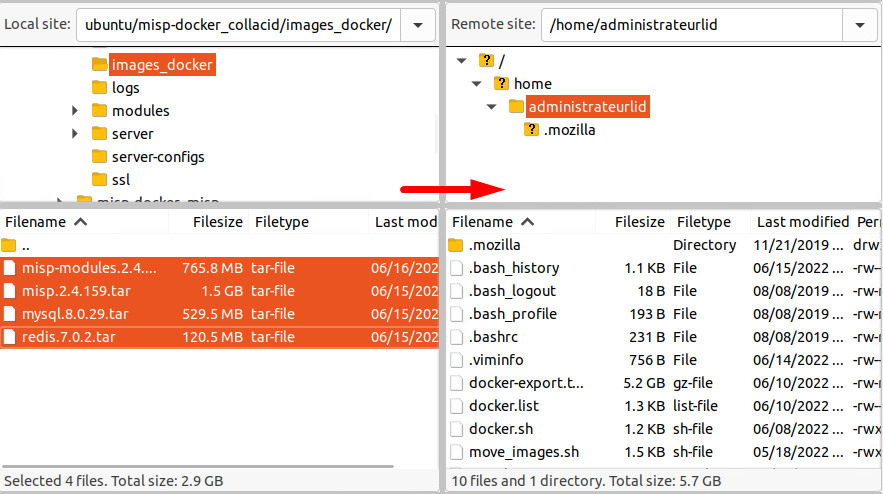 Local site: ubuntu/misp-docker_collacid/images_docker/
images_docker
logs
modules
server
server-configs
ssl
Filename Filesize Filetype Last mod
..
misp-modules.2.4.... 765.8 MB tar-file 06/16/202
misp.2.4.159.tar 1.5 GB tar-file 06/15/202
mysql.8.0.29.tar 529.5 MB tar-file 06/15/202
redis.7.0.2.tar 120.5 MB tar-file 06/15/202
Selected 4 files. Total size: 2.9 GB
Remote site: /home/administrateurlid
/
home
administrateurlid
.mozilla
Filename Filesize Filetype Last modified Peri
.mozilla Directory 11/21/2019 ... drw
.bash_history 1.1 KB File 06/15/2022 ... -rw--
.bash_logout 18 B File 08/08/2019 ... -rw-r
.bash_profile 193 B File 08/08/2019 ... -rw-r
.bashrc 231 B File 08/08/2019 ... -rw-r
.viminfo 756 B File 06/14/2022 ... -rw--
docker-export.t... 5.2 GB gz-file 06/10/2022 ... -rw-r
docker.list 1.3 KB list-file 06/10/2022 ... -rw-r
docker.sh 1.2 KB sh-file 06/08/2022 ... -rwx
move_images.sh 1.5 KB sh-file 05/18/2022 ... -rwx
10 files and 1 directory. Total size: 5.7 GB